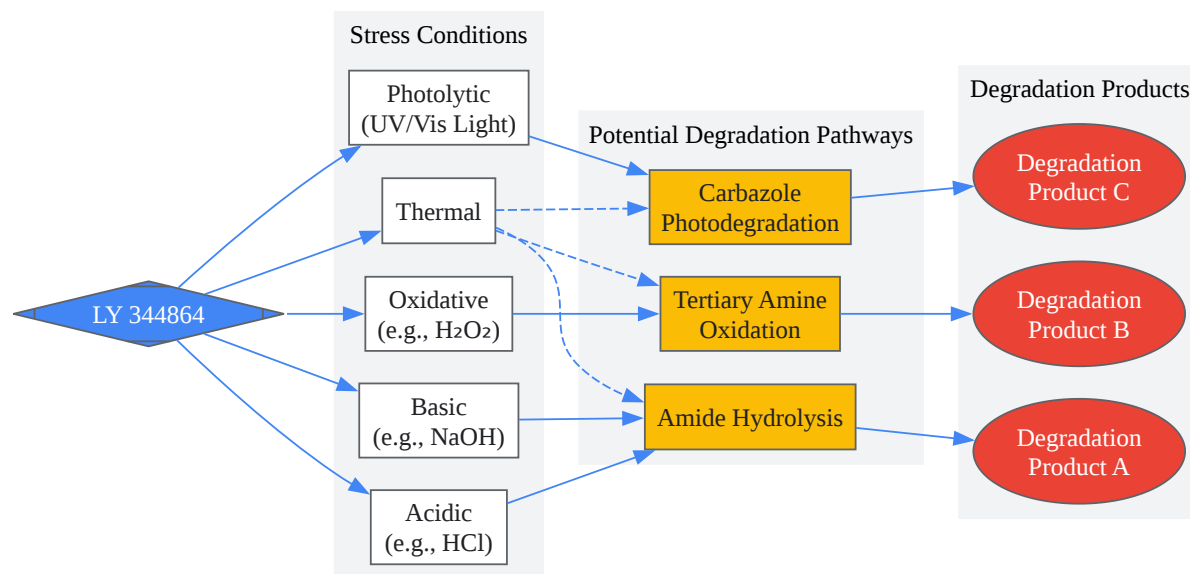 LY 344864
Stress Conditions
Photolytic
(UV/Vis Light)
Thermal
Oxidative
(e.g., H₂O₂)
Basic
(e.g., NaOH)
Acidic
(e.g., HCl)
Potential Degradation Pathways
Carbazole
Photodegradation
Tertiary Amine
Oxidation
Amide Hydrolysis
Degradation Products
Degradation
Product C
Degradation
Product B
Degradation
Product A